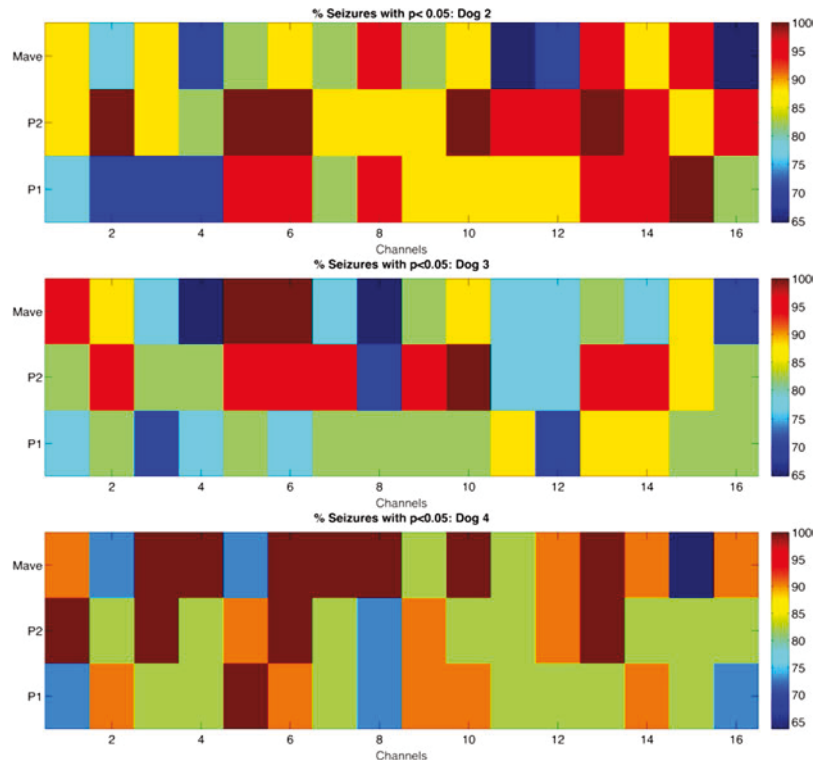 % Seizures with p< 0.05: Dog 2
Mave
P2
P1
2 4 6 8 10 12 14 16
Channels
100
95
90
85
80
75
70
65
% Seizures with p<0.05: Dog 3
Mave
P2
P1
2 4 6 8 10 12 14 16
Channels
100
95
90
85
80
75
70
65
% Seizures with p<0.05: Dog 4
Mave
P2
P1
2 4 6 8 10 12 14 16
Channels
100
95
90
85
80
75
70
65